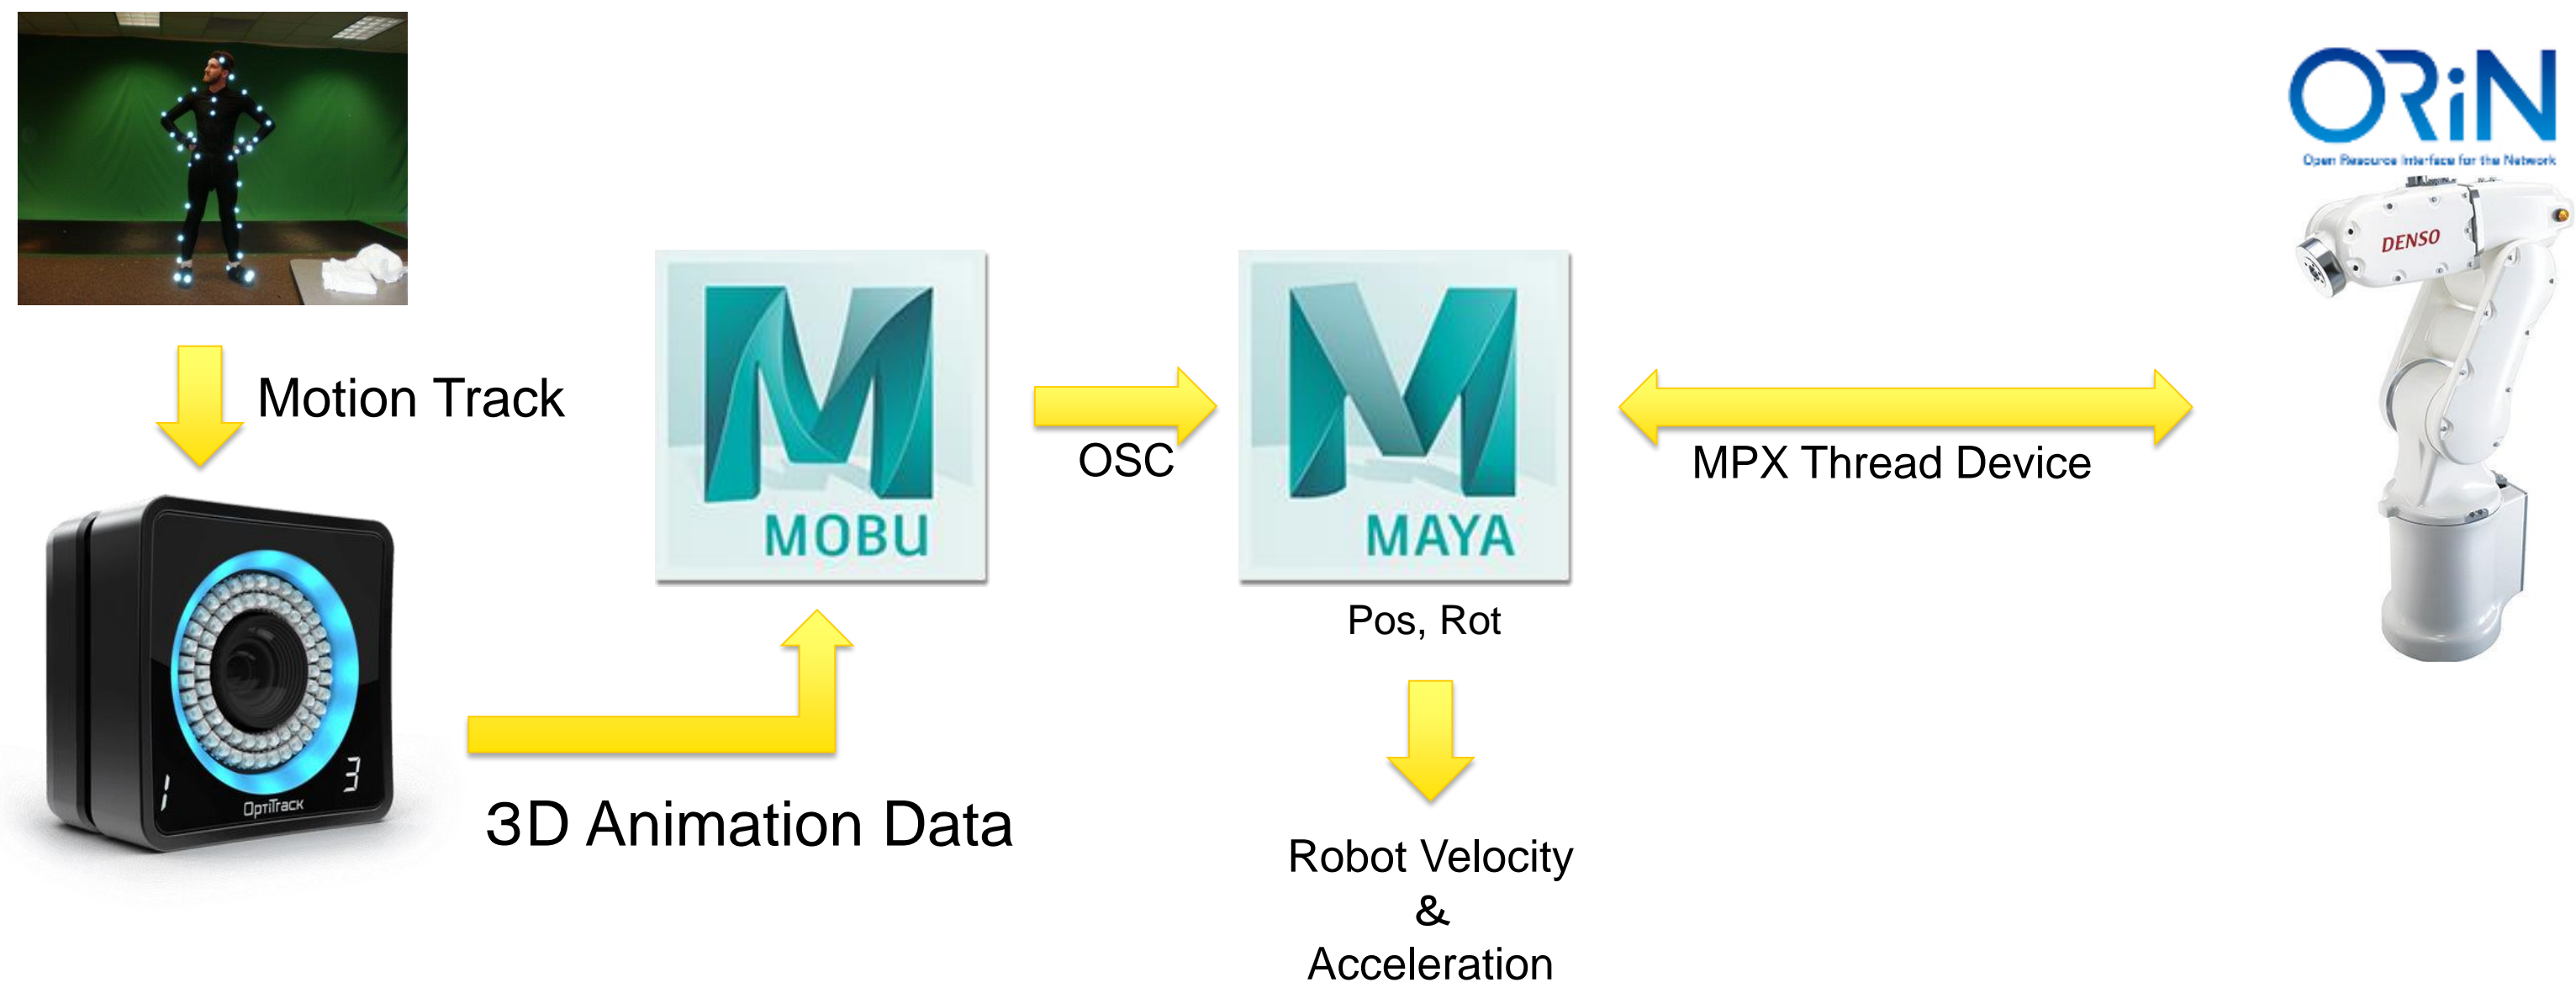 ORiN
Open Resource interface for the Network
DENSO
Motion Track
MOBU
OSC
MAYA
MPX Thread Device
Pos, Rot
1 3
OptiTrack
3D Animation Data
Robot Velocity
&
Acceleration